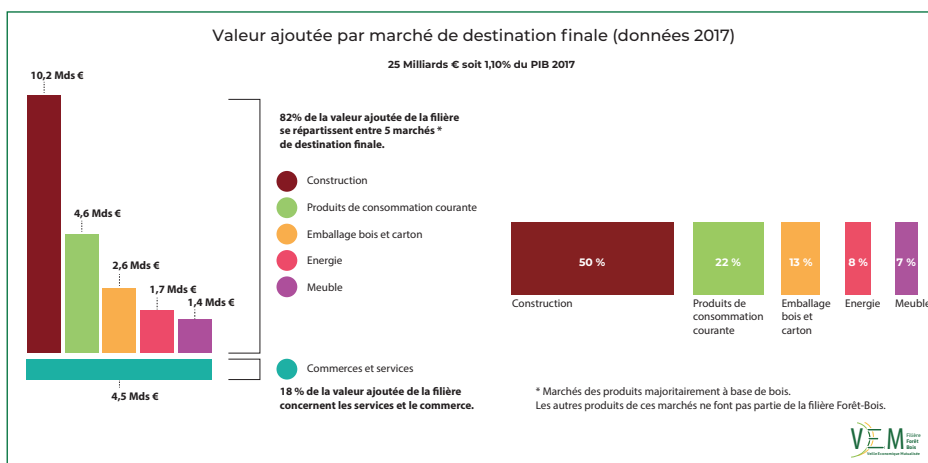 Valeur ajoutée par marché de destination finale (données 2017)
25 Milliards € soit 1,10% du PIB 2017
10,2 Mds €
4,6 Mds €
2,6 Mds €
1,7 Mds €
1,4 Mds €
4,5 Mds €
82% de la valeur ajoutée de la filière
se répartissent entre 5 marchés *
de destination finale.
Construction
Produits de consommation courante
Emballage bois et carton
Energie
Meuble
Commerces et services
18 % de la valeur ajoutée de la filière
concernent les services et le commerce.
50 %
22 %
13 %
8 %
7 %
Construction
Produits de
consommation
courante
Emballage
bois et
carton
Energie
Meuble
* Marchés des produits majoritairement à base de bois.
Les autres produits de ces marchés ne font pas partie de la filière Forêt-Bois.
VEM
Filière
Forêt
Bois
Veille Economique Mutualisée